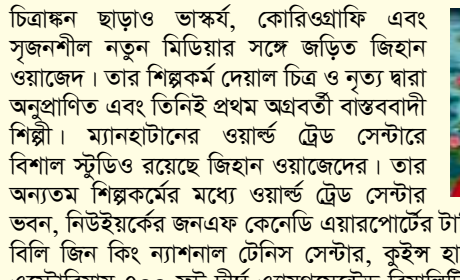 চিত্রাঙ্কন ছাড়াও ভাস্কর্য, কোরিওগ্রাফি এবং
সৃজনশীল নতুন মিডিয়ার সঙ্গে জড়িত জিহান
ওয়াজেদ। তার শিল্পকর্ম দেয়াল চিত্র ও নৃত্য দ্বারা
অনুপ্রাণিত এবং তিনিই প্রথম অগ্রবর্তী বাস্তববাদী
শিল্পী। ম্যানহাটানের ওয়ার্ল্ড ট্রেড সেন্টারে
বিশাল স্টুডিও রয়েছে জিহান ওয়াজেদের। তার
অন্যতম শিল্পকর্মের মধ্যে ওয়ার্ল্ড ট্রেড সেন্টার
ভবন, নিউইয়র্কের জনএফ কেনেডি এয়ারপোর্টের
বিলি জিন কিং ন্যাশনাল টেনিস সেন্টার, কুইন্স